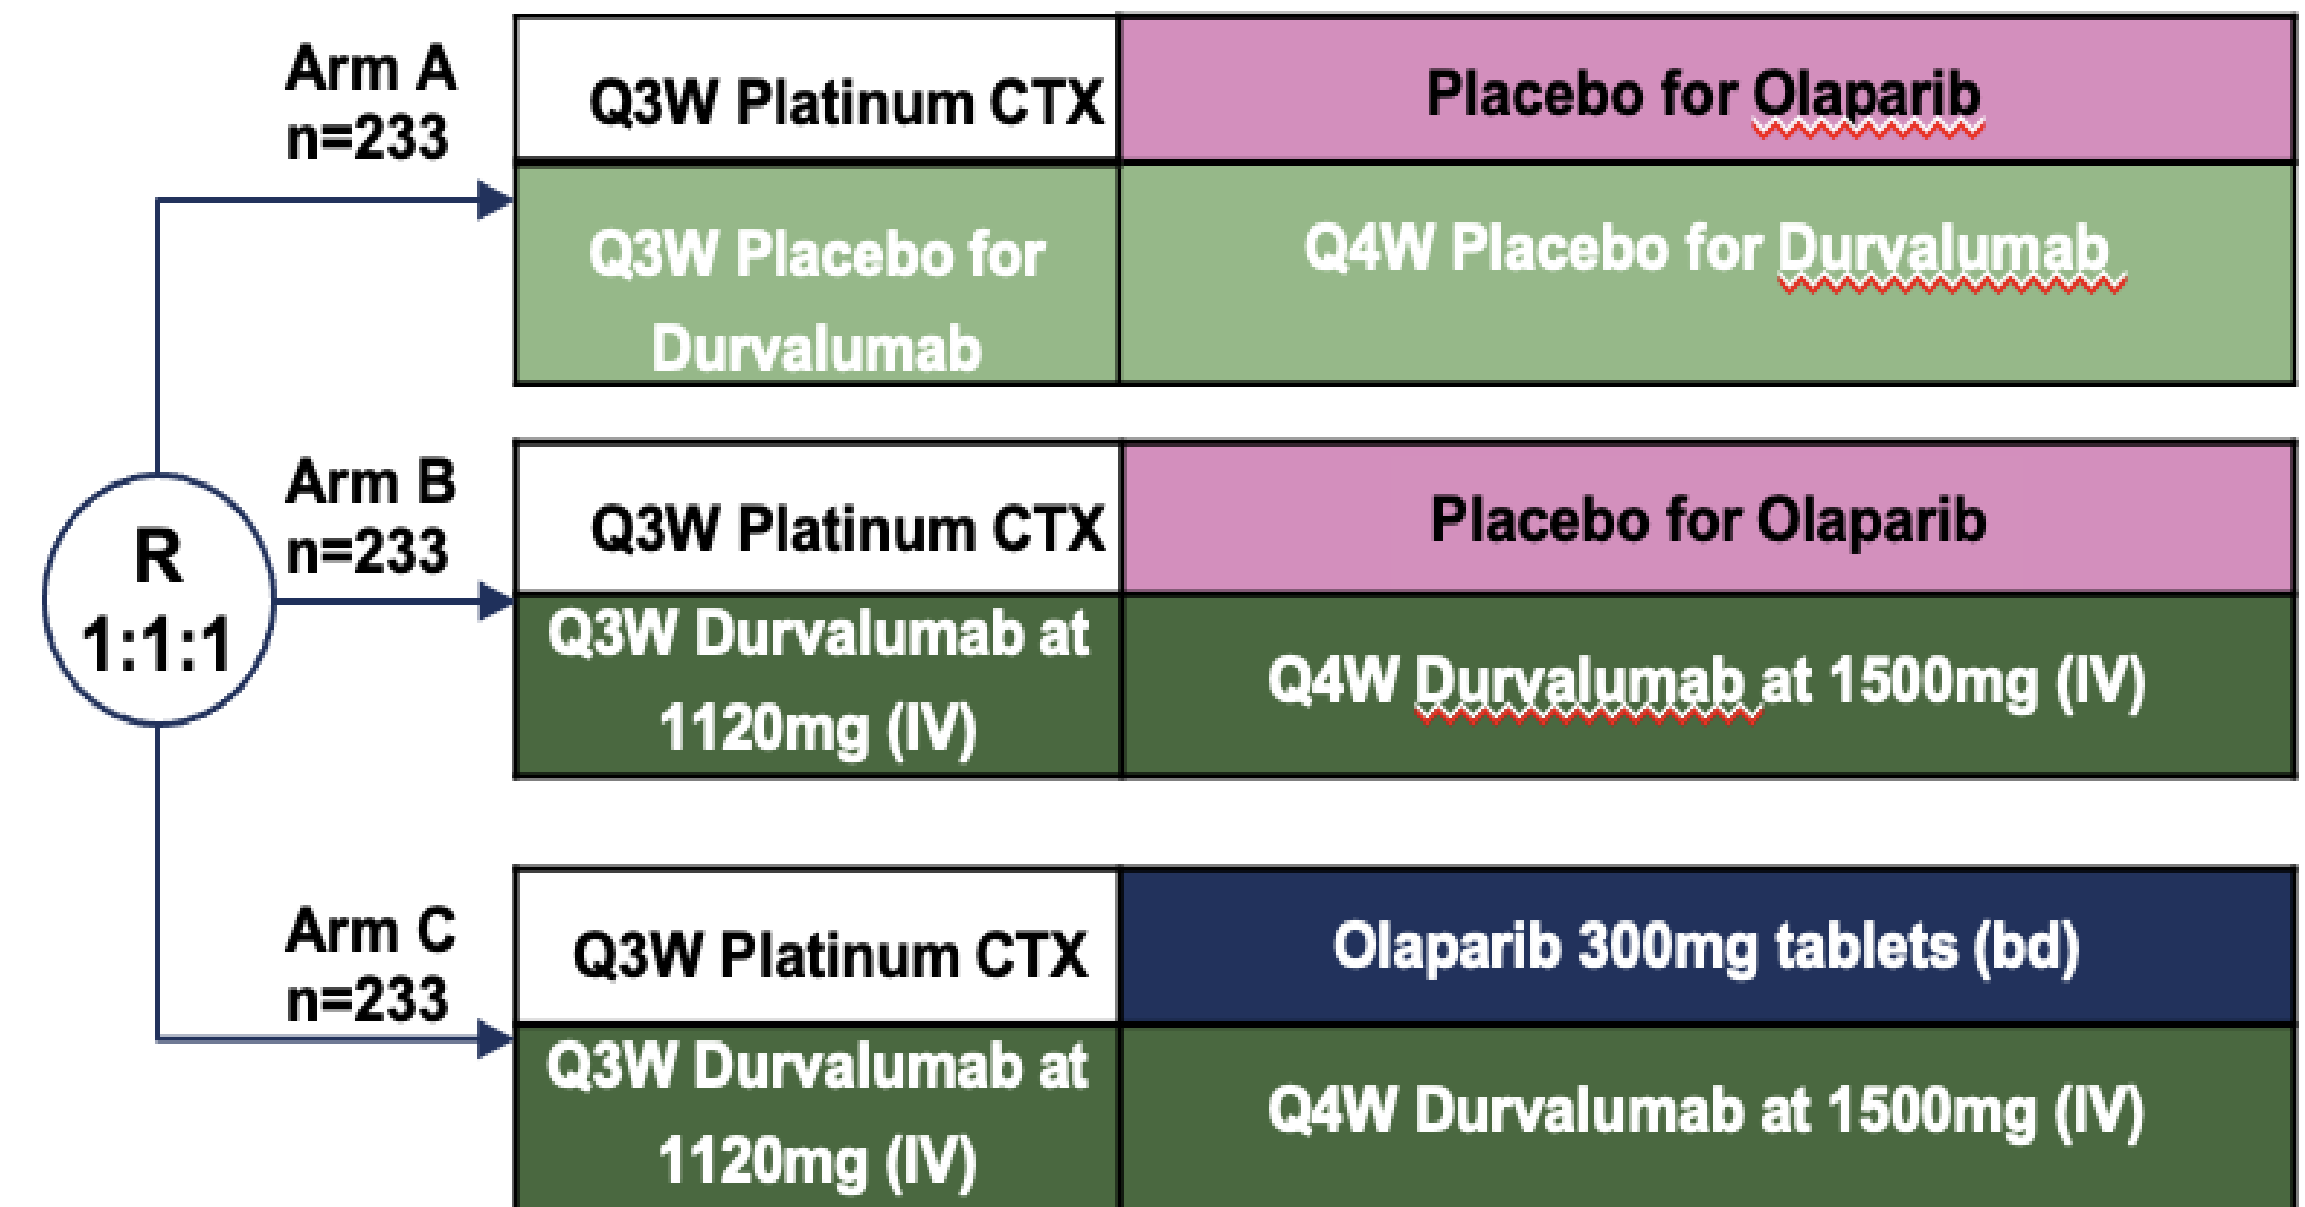 Arm A
n=233
Q3W Platinum CTX
Placebo for Olaparib
Q3W Placebo for
Durvalumab
Q4W Placebo for Durvalumab
R
1:1:1
Arm B
n=233
Q3W Platinum CTX
Placebo for Olaparib
Q3W Durvalumab at
1120mg (IV)
Q4W Durvalumab at 1500mg (IV)
Arm C
n=233
Q3W Platinum CTX
Olaparib 300mg tablets (bd)
Q3W Durvalumab at
1120mg (IV)
Q4W Durvalumab at 1500mg (IV)